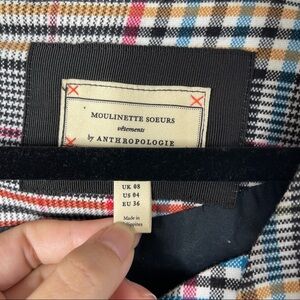 MOULINETTE SOEURS
vêtements
by ANTHROPOLOGIE
UK 08
US 04
EU 36
Made in
Philippines